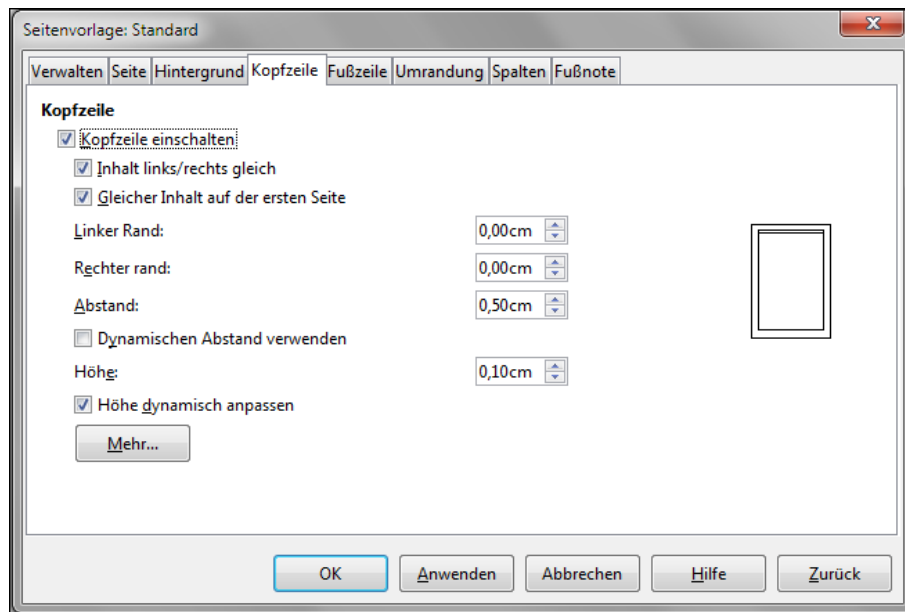 Seitenvorlage: Standard
Verwalten Seite Hintergrund Kopfzeile Fußzeile Umrandung Spalten Fußnote
Kopfzeile
Kopfzeile einschalten
Inhalt links/rechts gleich
Gleicher Inhalt auf der ersten Seite
Linker Rand: 0,00cm
Rechter rand: 0,00cm
Abstand: 0,50cm
Dynamischen Abstand verwenden
Höhe: 0,10cm
Höhe dynamisch anpassen
Mehr...
OK Anwenden Abbrechen Hilfe Zurück